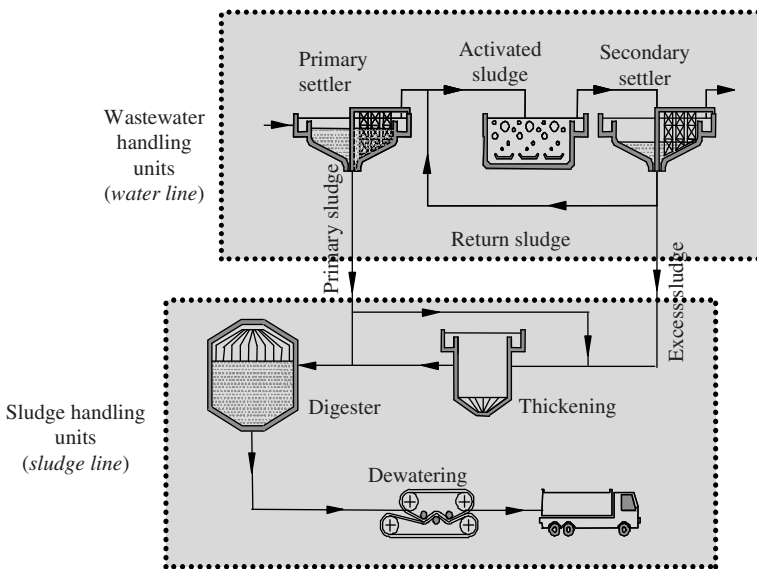 Primary
settler
Activated
sludge
Secondary
settler
Wastewater
handling
units
(water line)
Return sludge
Primary sludge
Excess sludge
Digester
Thickening
Sludge handling
units
(sludge line)
Dewatering